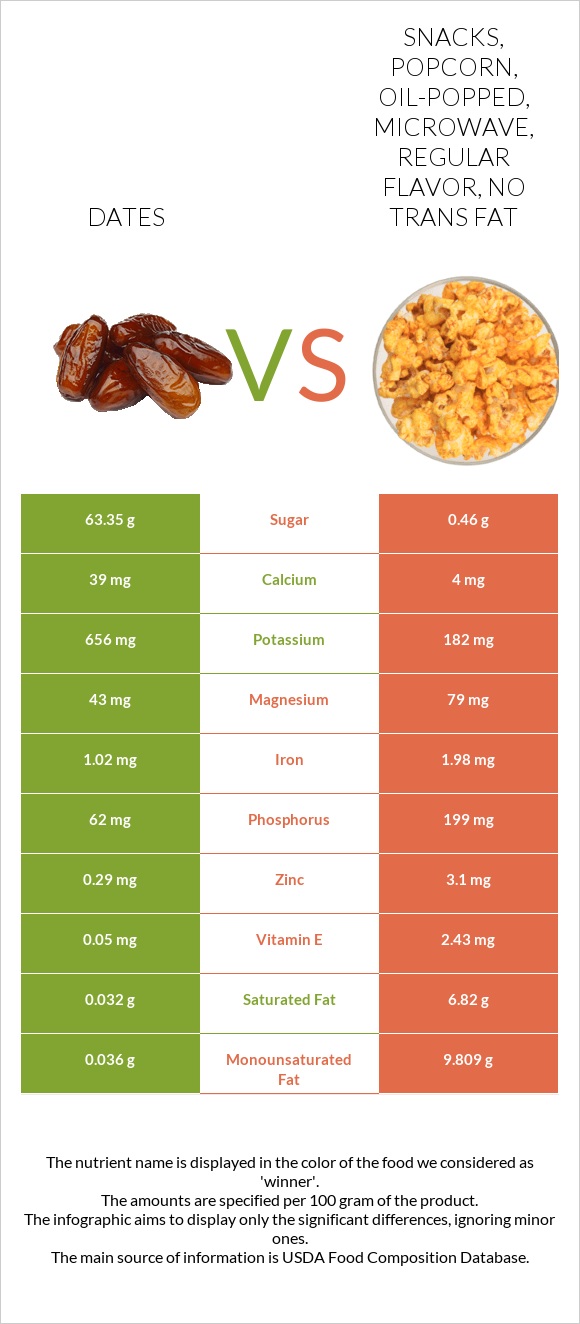 SNACKS,
POPCORN,
OIL-POPPED,
MICROWAVE,
REGULAR
FLAVOR, NO
DATES TRANS FAT
VS
63.35 g Sugar 0.46 g
39 mg Calcium 4 mg
656 mg Potassium 182 mg
43 mg Magnesium 79 mg
1.02 mg Iron 1.98 mg
62 mg Phosphorus 199 mg
0.29 mg Zinc 3.1 mg
0.05 mg Vitamin E 2.43 mg
0.032 g Saturated Fat 6.82 g
0.036 g Monounsaturated 9.809 g
Fat
The nutrient name is displayed in the color of the food we considered as
'winner'.
The amounts are specified per 100 gram of the product.
The infographic aims to display only the significant differences, ignoring minor
ones.
The main source of information is USDA Food Composition Database.